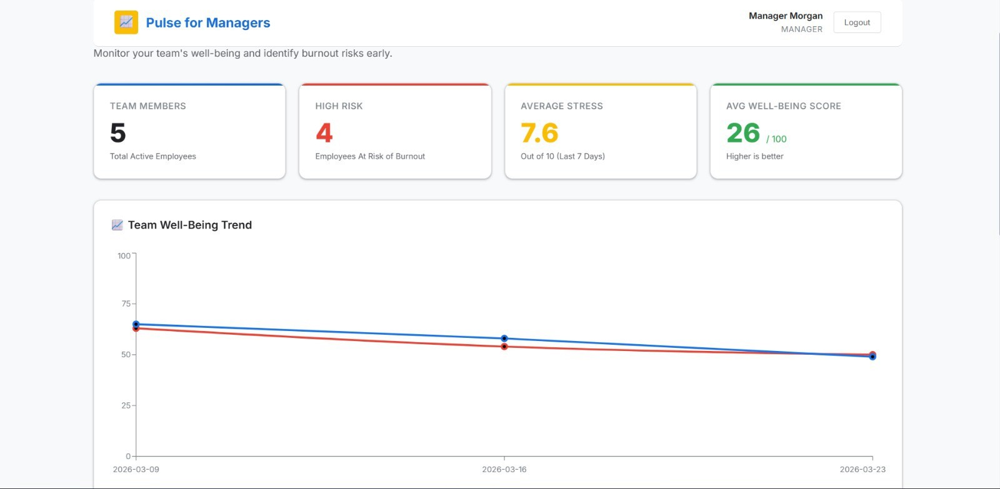 Pulse for Managers
Manager Morgan
MANAGER
Logout
Monitor your team's well-being and identify burnout risks early.
TEAM MEMBERS
5
Total Active Employees
HIGH RISK
4
Employees At Risk of Burnout
AVERAGE STRESS
7.6
Out of 10 (Last 7 Days)
AVG WELL-BEING SCORE
26 / 100
Higher is better
Team Well-Being Trend
100
75
50
25
0
2026-03-09
2026-03-16
2026-03-23